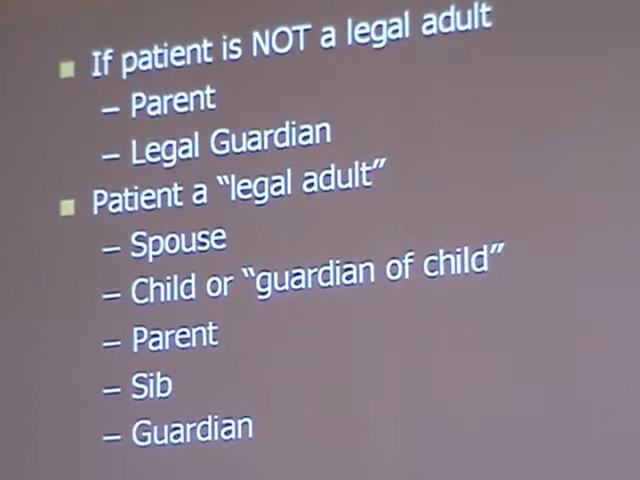 If patient is NOT a legal adult
– Parent
– Legal Guardian
Patient a “legal adult”
– Spouse
– Child or “guardian of child”
– Parent
– Sib
– Guardian